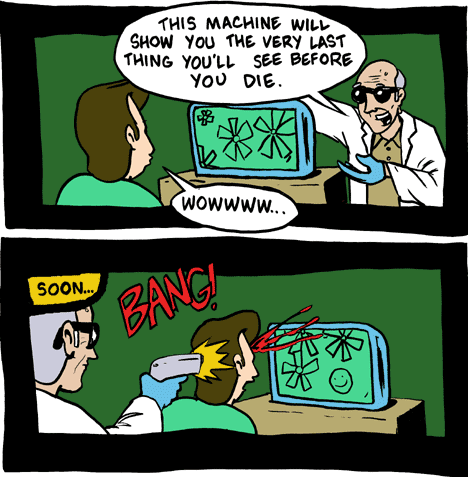 THIS MACHINE WILL
SHOW YOU THE VERY LAST
THING YOU'LL SEE BEFORE
YOU DIE.
WOWWWW...
SOON...
BANG!